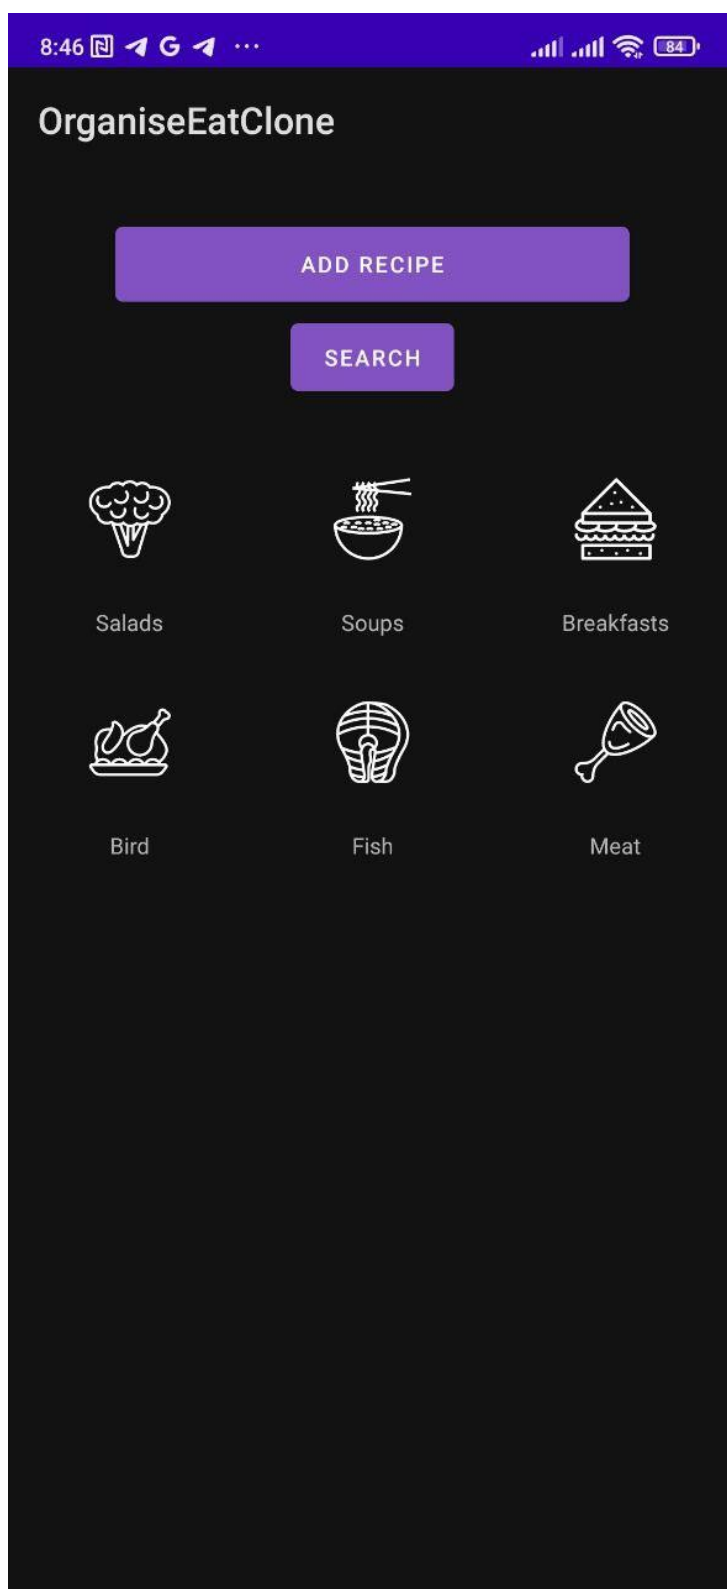 8:46 G ... 84
OrganiseEatClone
ADD RECIPE
SEARCH
Salads Soups Breakfasts
Bird Fish Meat